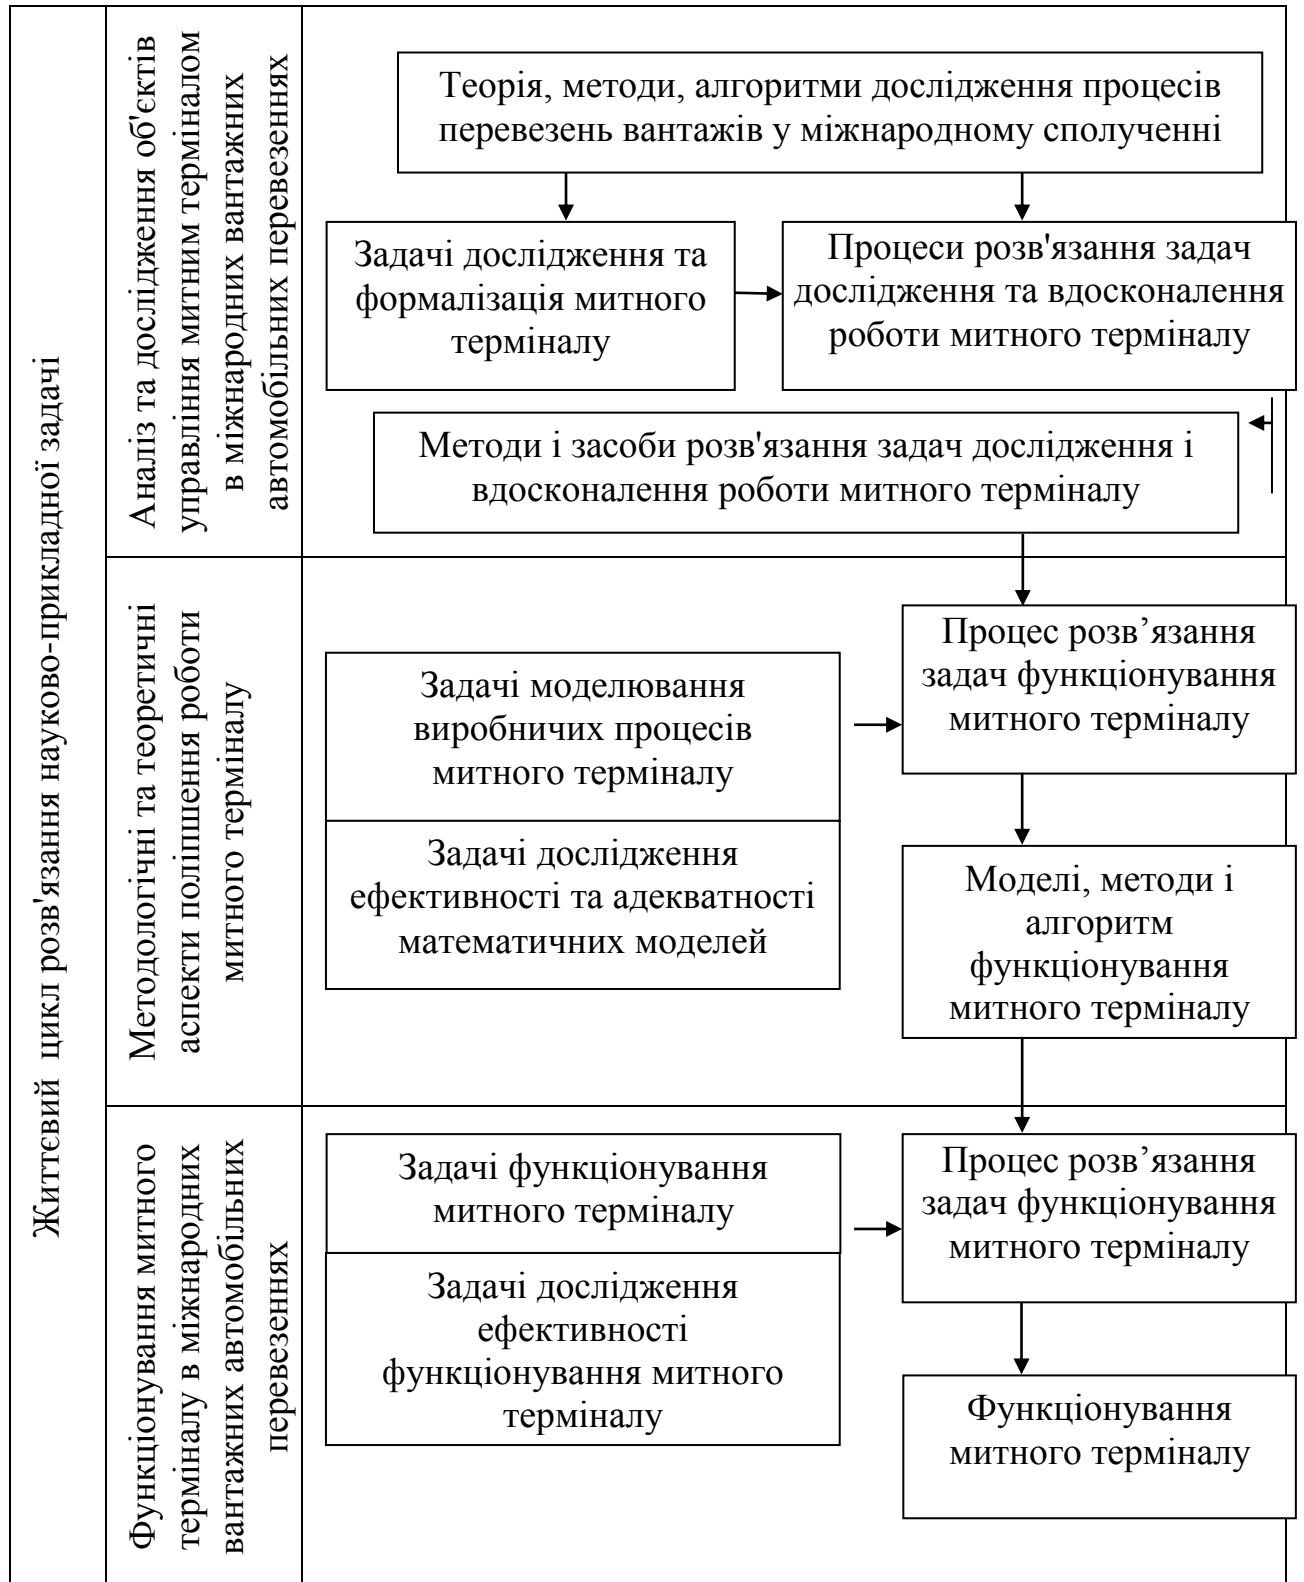 Життєвий цикл розв'язання науково-прикладної задачі
Аналіз та дослідження об'єктів
управління митним терміналом
в міжнародних вантажних
автомобільних перевезеннях
Теорія, методи, алгоритми дослідження процесів
перевезень вантажів у міжнародному сполученні
Задачі дослідження та
формалізація митного
терміналу
Процеси розв'язання задач
дослідження та вдосконалення
роботи митного терміналу
Методи і засоби розв'язання задач дослідження і
вдосконалення роботи митного терміналу
Методологічні та теоретичні
аспекти поліпшення роботи
митного терміналу
Задачі моделювання
виробничих процесів
митного терміналу
Задачі дослідження
ефективності та адекватності
математичних моделей
Процес розв’язання
задач функціонування
митного терміналу
Моделі, методи і
алгоритм
функціонування
митного терміналу
Функціонування митного
терміналу в міжнародних
вантажних автомобільних
перевезеннях
Задачі функціонування
митного терміналу
Задачі дослідження
ефективності
функціонування митного
терміналу
Процес розв’язання
задач функціонування
митного терміналу
Функціонування
митного терміналу